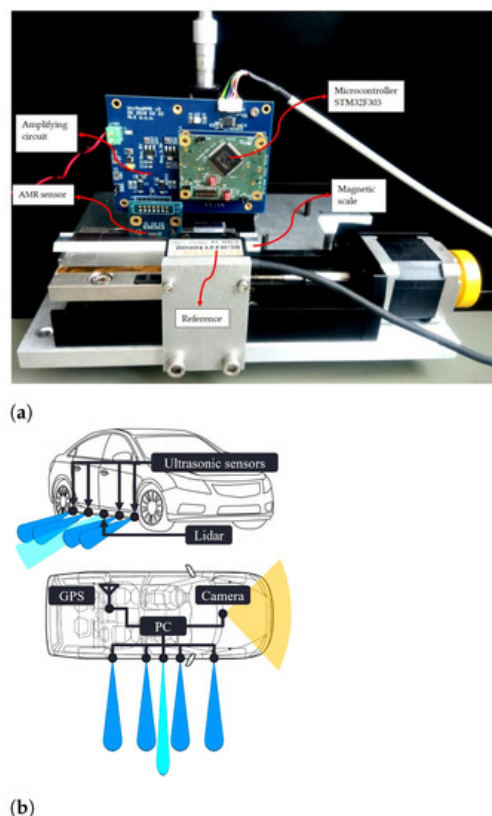 Microcontroller
STM32F303
Amplifying
circuit
AMR sensor
Magnetic
scale
Reference
(a)
Ultrasonic sensors
Lidar
GPS
Camera
PC
(b)